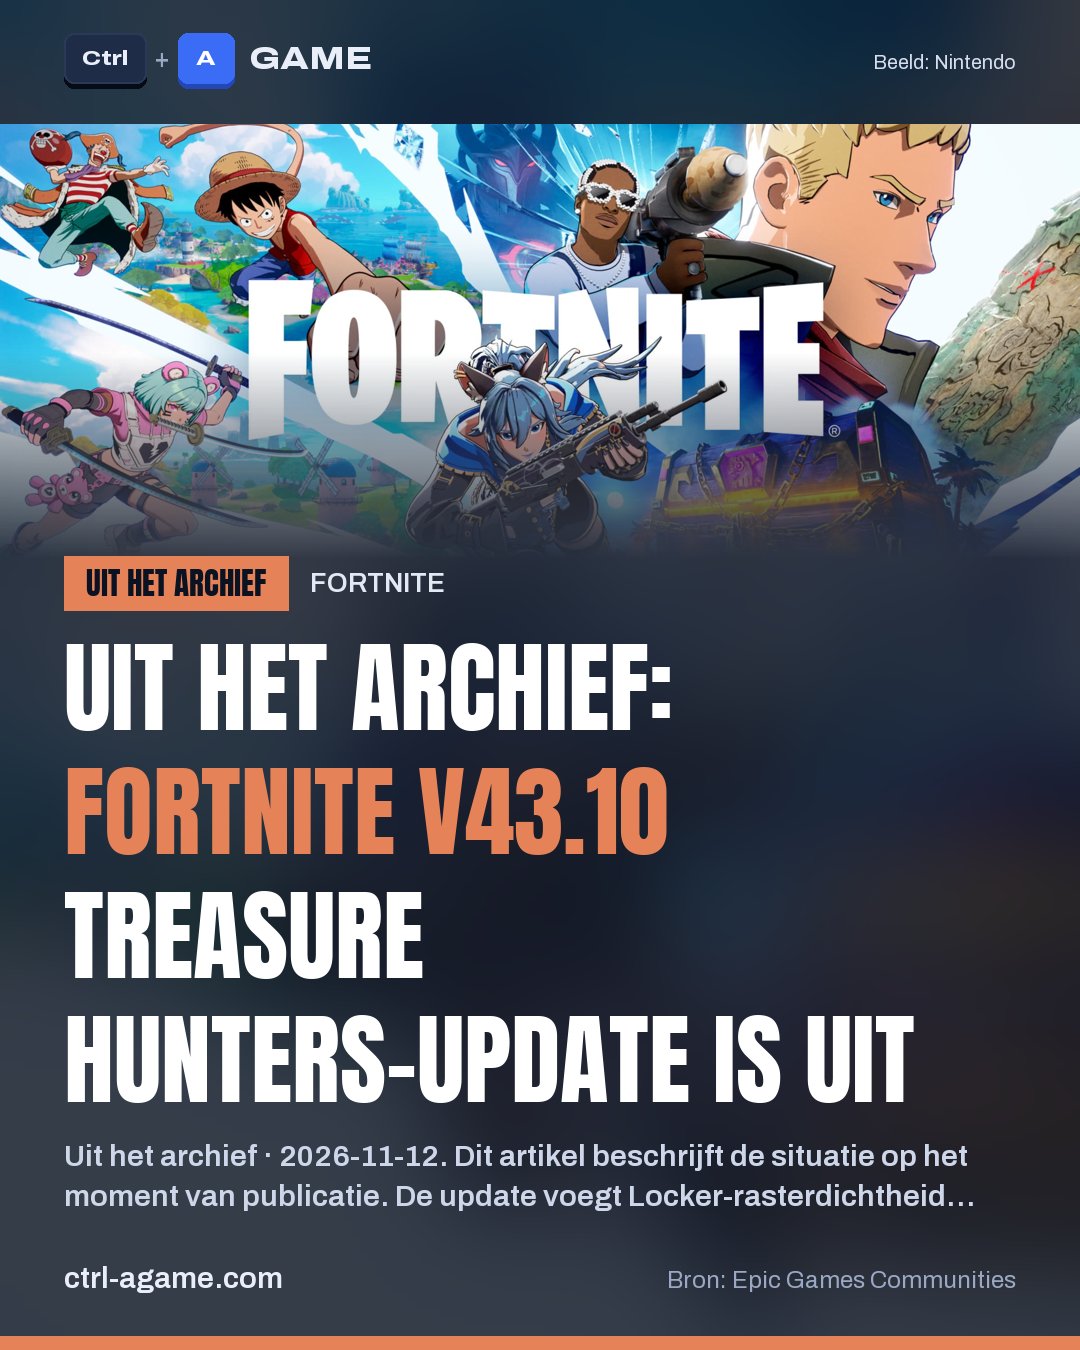 Ctrl + A GAME
Beeld: Nintendo
FORTNITE
®
UIT HET ARCHIEF
FORTNITE
UIT HET ARCHIEF:
FORTNITE V43.10
TREASURE
HUNTERS-UPDATE IS UIT
Uit het archief · 2026-11-12. Dit artikel beschrijft de situatie op het
moment van publicatie. De update voegt Locker-rasterdichtheid...
ctrl-agame.com
Bron: Epic Games Communities